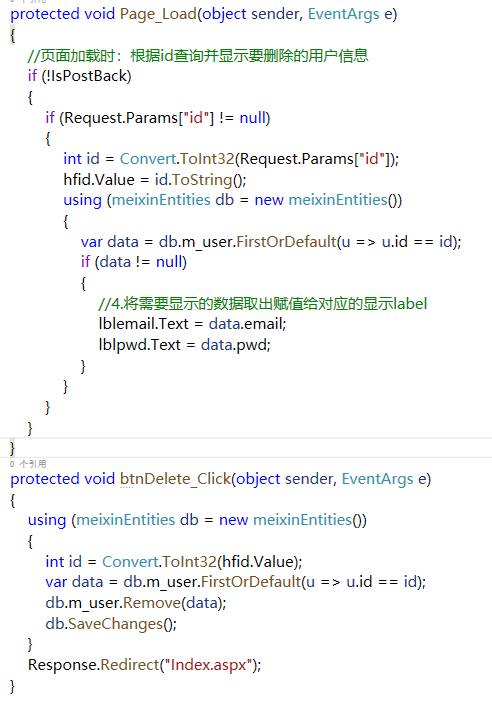 protected void Page_Load(object sender, EventArgs e)
{
    //页面加载时：根据id查询并显示要删除的用户信息
    if (!IsPostBack)
    {
        if (Request.Params["id"] != null)
        {
            int id = Convert.ToInt32(Request.Params["id"]);
            hfid.Value = id.ToString();
            using (meixinEntities db = new meixinEntities())
            {
                var data = db.m_user.FirstOrDefault(u => u.id == id);
                if (data != null)
                {
                    //4.将需要显示的数据取出赋值给对应的显示label
                    lblemail.Text = data.email;
                    lblpwd.Text = data.pwd;
                }
            }
        }
    }
}
0 个引用
protected void btnDelete_Click(object sender, EventArgs e)
{
    using (meixinEntities db = new meixinEntities())
    {
        int id = Convert.ToInt32(hfid.Value);
        var data = db.m_user.FirstOrDefault(u => u.id == id);
        db.m_user.Remove(data);
        db.SaveChanges();
    }
    Response.Redirect("Index.aspx");
}